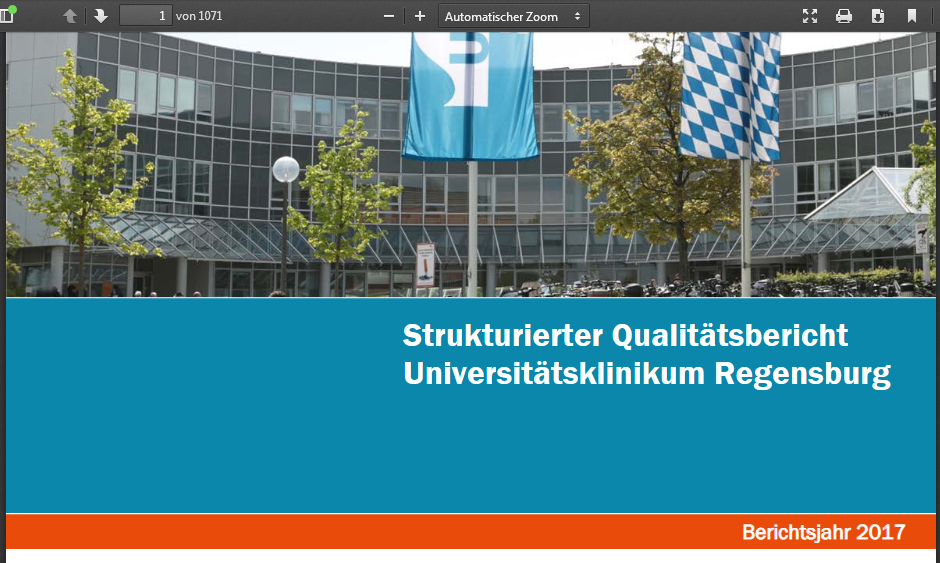 1 von 1071
Automatischer Zoom
Strukturierter Qualitätsbericht
Universitätsklinikum Regensburg
Berichtsjahr 2017